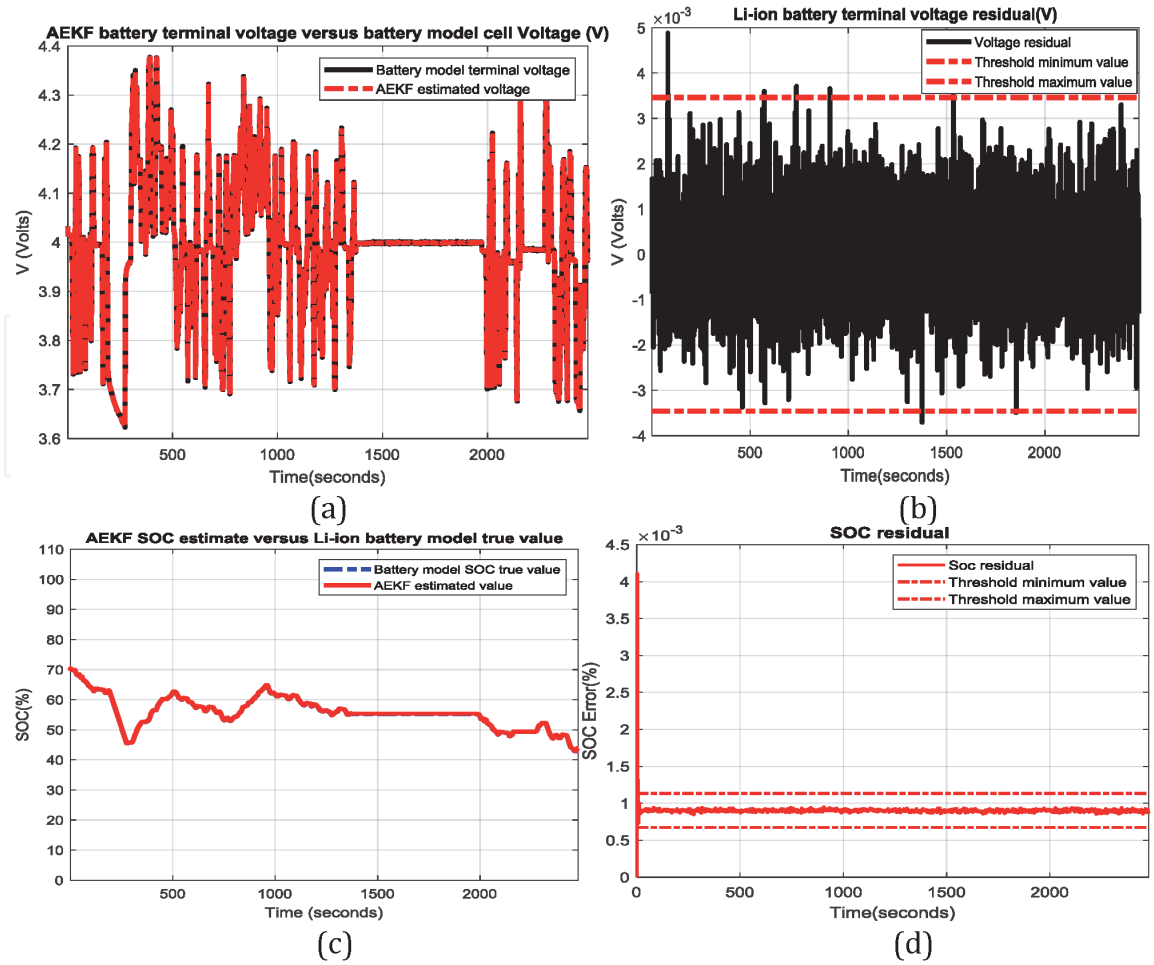 AEKF battery terminal voltage versus battery model cell Voltage (V)
4.4
4.3
4.2
4.1
4
3.9
3.8
3.7
3.6
V (Volts)
Battery model terminal voltage
AEKF estimated voltage
500
1000
1500
2000
Time(seconds)
(a)
Li-ion battery terminal voltage residual(V)
×10⁻³
5
4
3
2
1
0
-1
-2
-3
-4
V (Volts)
Voltage residual
Threshold minimum value
Threshold maximum value
500
1000
1500
2000
Time(seconds)
(b)
AEKF SOC estimate versus Li-ion battery model true value
110
100
90
80
70
60
50
40
30
20
10
0
SOC(%)
Battery model SOC true value
AEKF estimated value
500
1000
1500
2000
Time (seconds)
(c)
SOC residual
×10⁻³
4.5
4
3.5
3
2.5
2
1.5
1
0.5
0
SOC Error(%)
Soc residual
Threshold minimum value
Threshold maximum value
0
500
1000
1500
2000
Time(seconds)
(d)